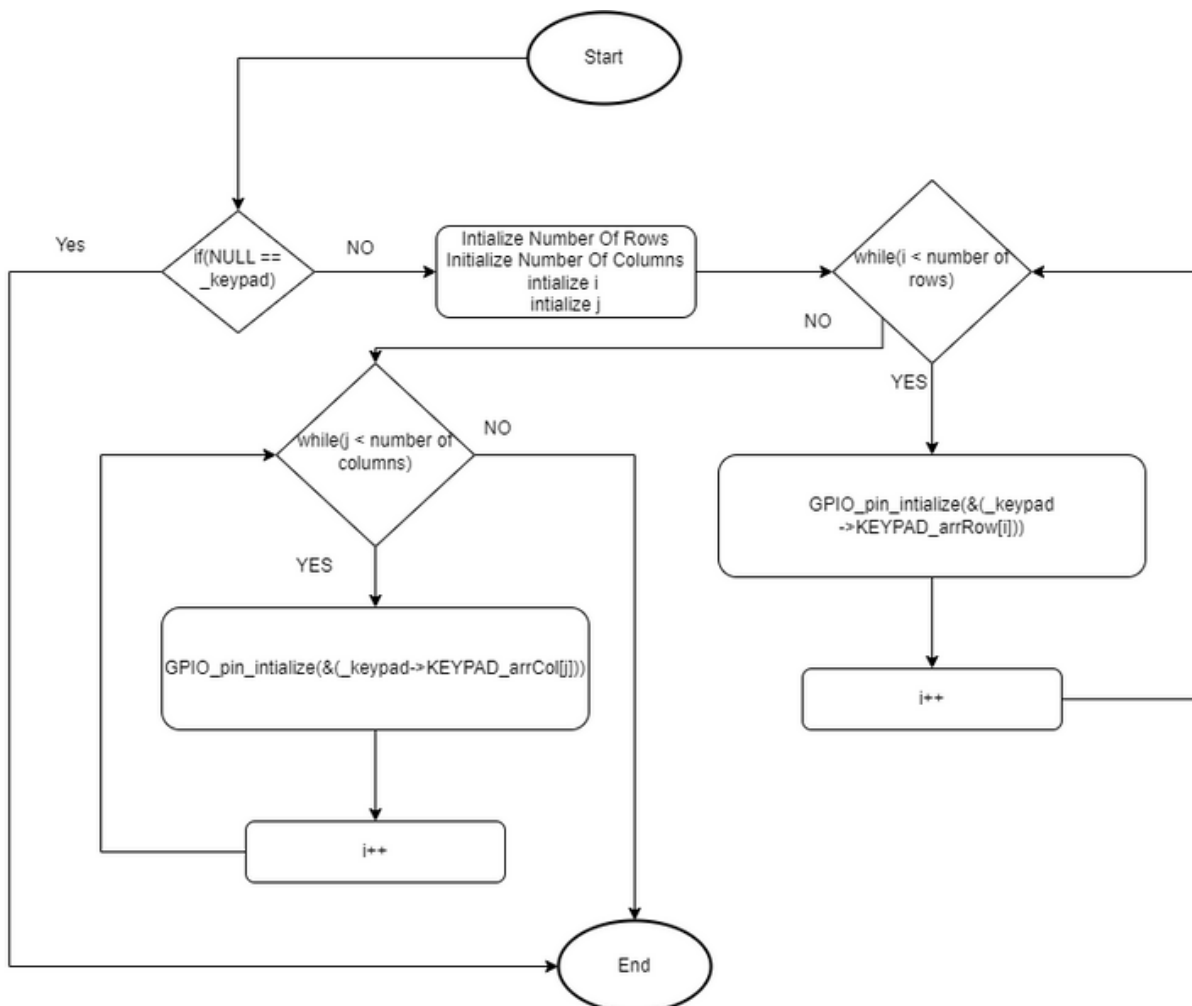 Start
Yes
if(NULL ==
_keypad)
NO
Intialize Number Of Rows
Initialize Number Of Columns
intialize i
intialize j
while(i < number of
rows)
NO
YES
while(j < number of
columns)
NO
YES
GPIO_pin_intialize(&(_keypad
->KEYPAD_arrRow[i]))
i++
GPIO_pin_intialize(&(_keypad->KEYPAD_arrCol[j]))
i++
End